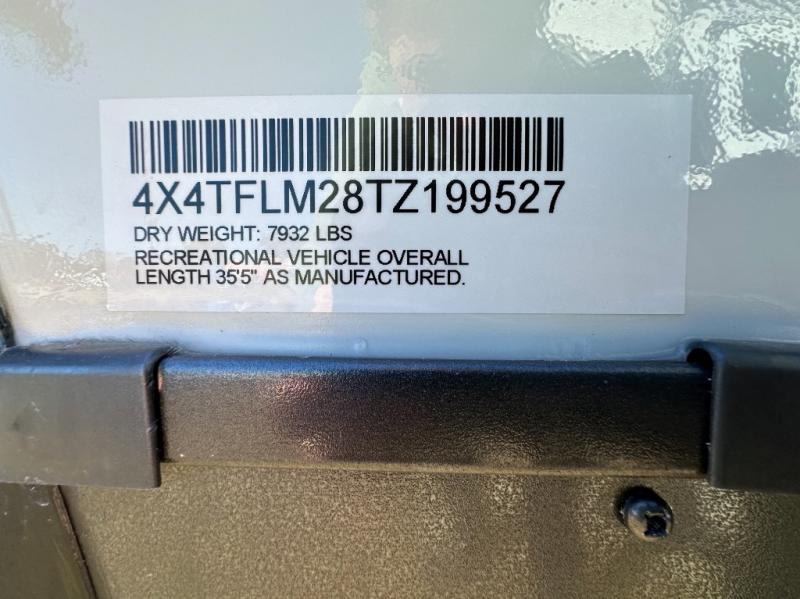 4X4TFLM28TZ199527
DRY WEIGHT: 7932 LBS
RECREATIONAL VEHICLE OVERALL
LENGTH 35'5" AS MANUFACTURED.